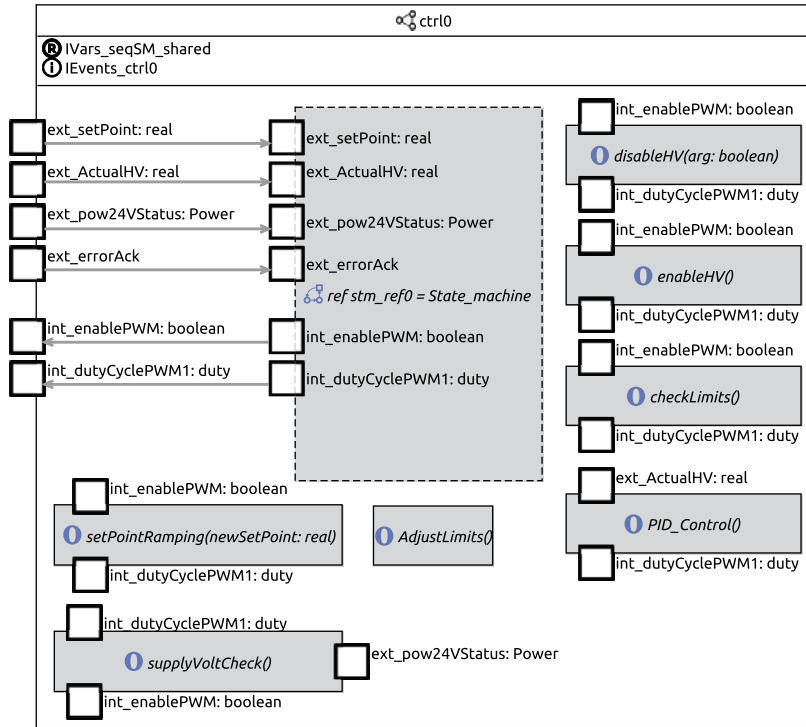 ctrl0
R IVars_seqSM_shared
i IEvents_ctrl0
ext_setPoint: real
ext_ActualHV: real
ext_pow24VStatus: Power
ext_errorAck
int_enablePWM: boolean
int_dutyCyclePWM1: duty
ext_setPoint: real
ext_ActualHV: real
ext_pow24VStatus: Power
ext_errorAck
ref stm_ref0 = State_machine
int_enablePWM: boolean
int_dutyCyclePWM1: duty
int_enablePWM: boolean
O disableHV(arg: boolean)
int_dutyCyclePWM1: duty
int_enablePWM: boolean
O enableHV()
int_dutyCyclePWM1: duty
int_enablePWM: boolean
O checkLimits()
int_dutyCyclePWM1: duty
ext_ActualHV: real
O PID_Control()
int_dutyCyclePWM1: duty
int_enablePWM: boolean
O setPointRamping(newSetPoint: real)
int_dutyCyclePWM1: duty
O AdjustLimits()
int_dutyCyclePWM1: duty
O supplyVoltCheck()
ext_pow24VStatus: Power
int_enablePWM: boolean